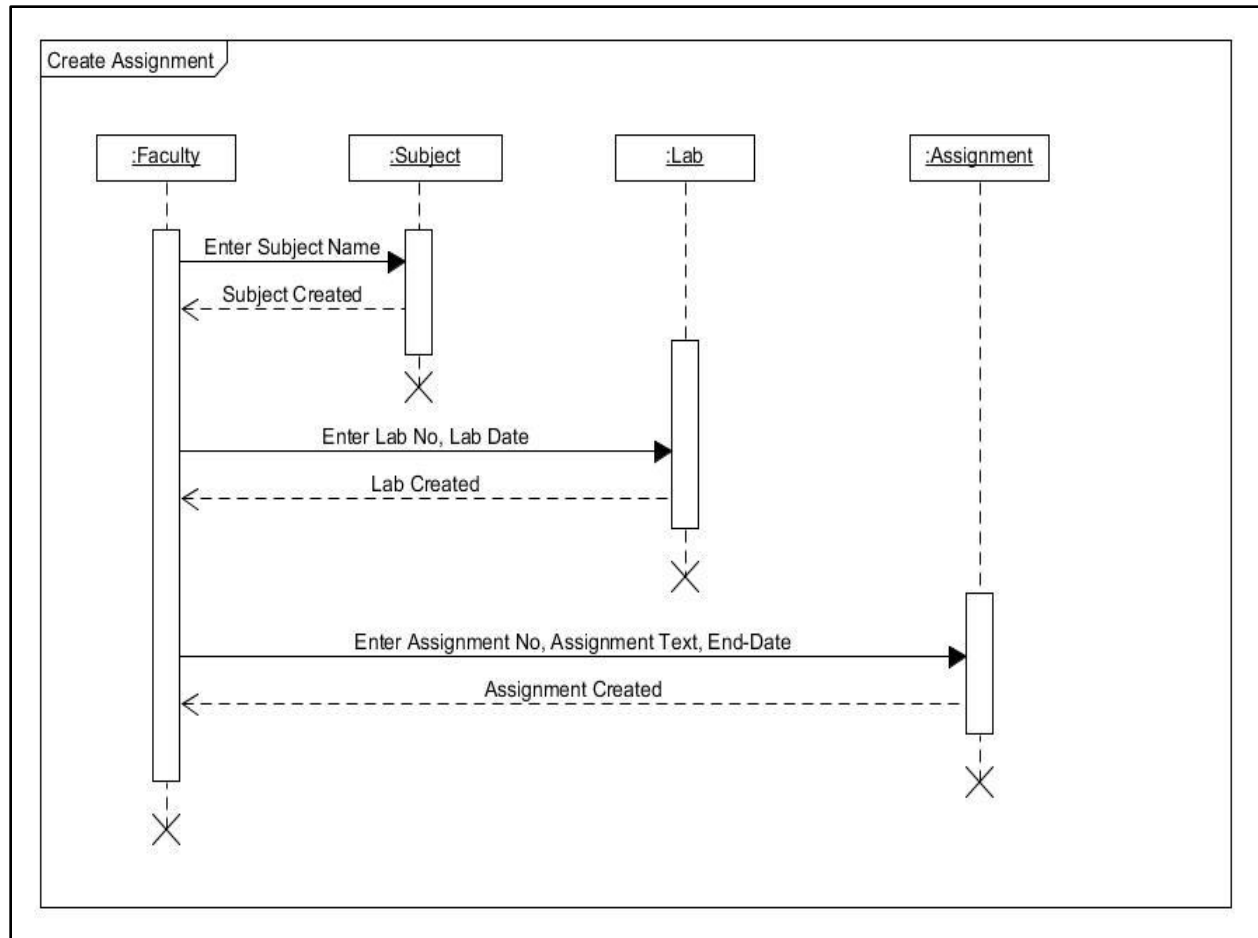 Create Assignment
:Faculty
:Subject
:Lab
:Assignment
Enter Subject Name
Subject Created
Enter Lab No, Lab Date
Lab Created
Enter Assignment No, Assignment Text, End-Date
Assignment Created